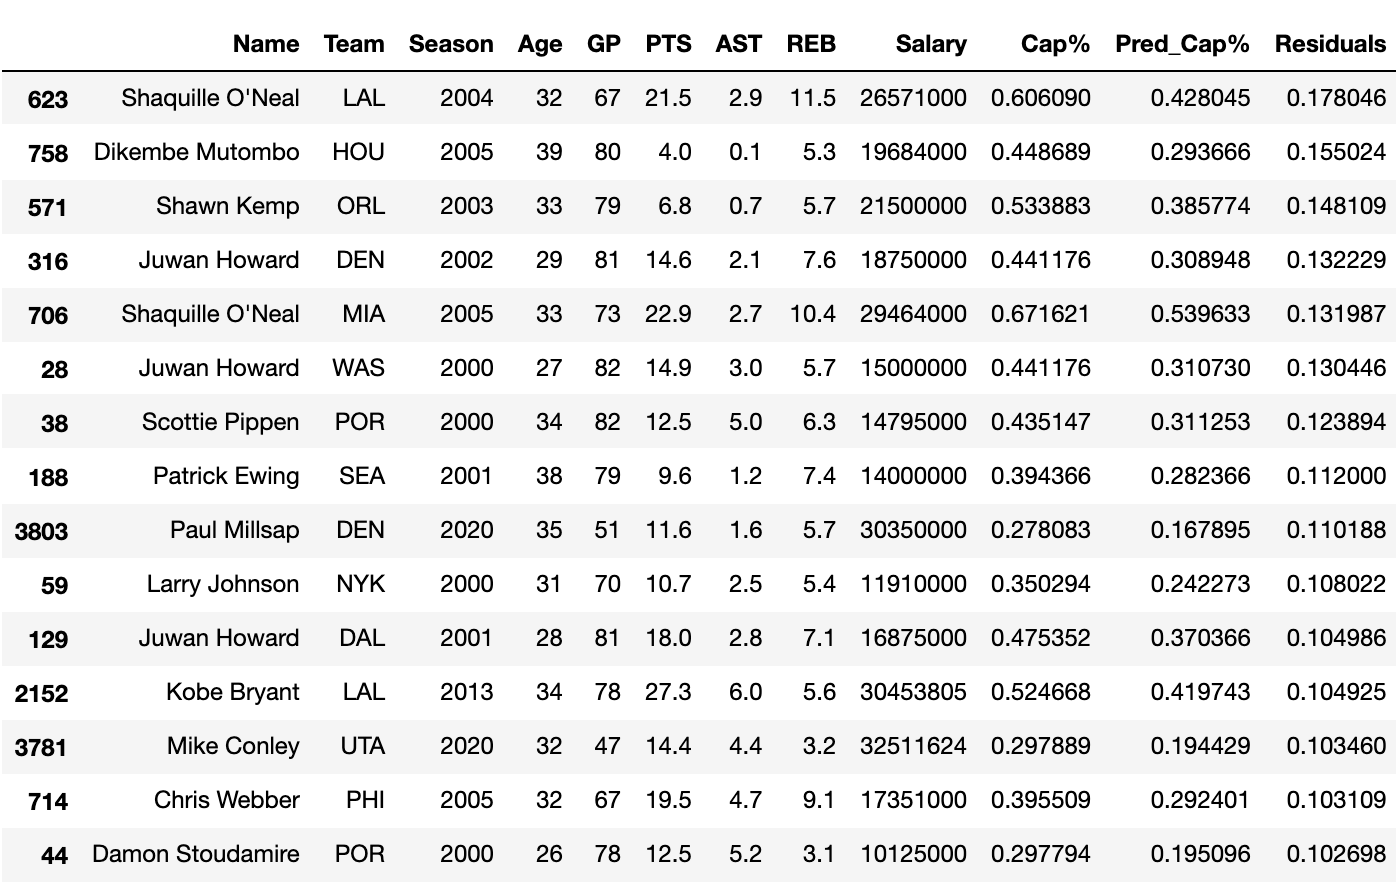 Name Team Season Age GP PTS AST REB Salary Cap% Pred_Cap% Residuals
623 Shaquille O'Neal LAL 2004 32 67 21.5 2.9 11.5 26571000 0.606090 0.428045 0.178046
758 Dikembe Mutombo HOU 2005 39 80 4.0 0.1 5.3 19684000 0.448689 0.293666 0.155024
571 Shawn Kemp ORL 2003 33 79 6.8 0.7 5.7 21500000 0.533883 0.385774 0.148109
316 Juwan Howard DEN 2002 29 81 14.6 2.1 7.6 18750000 0.441176 0.308948 0.132229
706 Shaquille O'Neal MIA 2005 33 73 22.9 2.7 10.4 29464000 0.671621 0.539633 0.131987
28 Juwan Howard WAS 2000 27 82 14.9 3.0 5.7 15000000 0.441176 0.310730 0.130446
38 Scottie Pippen POR 2000 34 82 12.5 5.0 6.3 14795000 0.435147 0.311253 0.123894
188 Patrick Ewing SEA 2001 38 79 9.6 1.2 7.4 14000000 0.394366 0.282366 0.112000
3803 Paul Millsap DEN 2020 35 51 11.6 1.6 5.7 30350000 0.278083 0.167895 0.110188
59 Larry Johnson NYK 2000 31 70 10.7 2.5 5.4 11910000 0.350294 0.242273 0.108022
129 Juwan Howard DAL 2001 28 81 18.0 2.8 7.1 16875000 0.475352 0.370366 0.104986
2152 Kobe Bryant LAL 2013 34 78 27.3 6.0 5.6 30453805 0.524668 0.419743 0.104925
3781 Mike Conley UTA 2020 32 47 14.4 4.4 3.2 32511624 0.297889 0.194429 0.103460
714 Chris Webber PHI 2005 32 67 19.5 4.7 9.1 17351000 0.395509 0.292401 0.103109
44 Damon Stoudamire POR 2000 26 78 12.5 5.2 3.1 10125000 0.297794 0.195096 0.102698